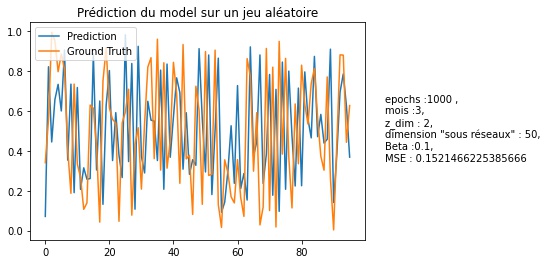 Prédiction du model sur un jeu aléatoire
Prediction
Ground Truth
1.0
0.8
0.6
0.4
0.2
0.0
0
20
40
60
80
epochs :1000 ,
mois :3,
z_dim : 2,
dimension "sous réseaux" : 50,
Beta :0.1,
MSE : 0.1521466225385666